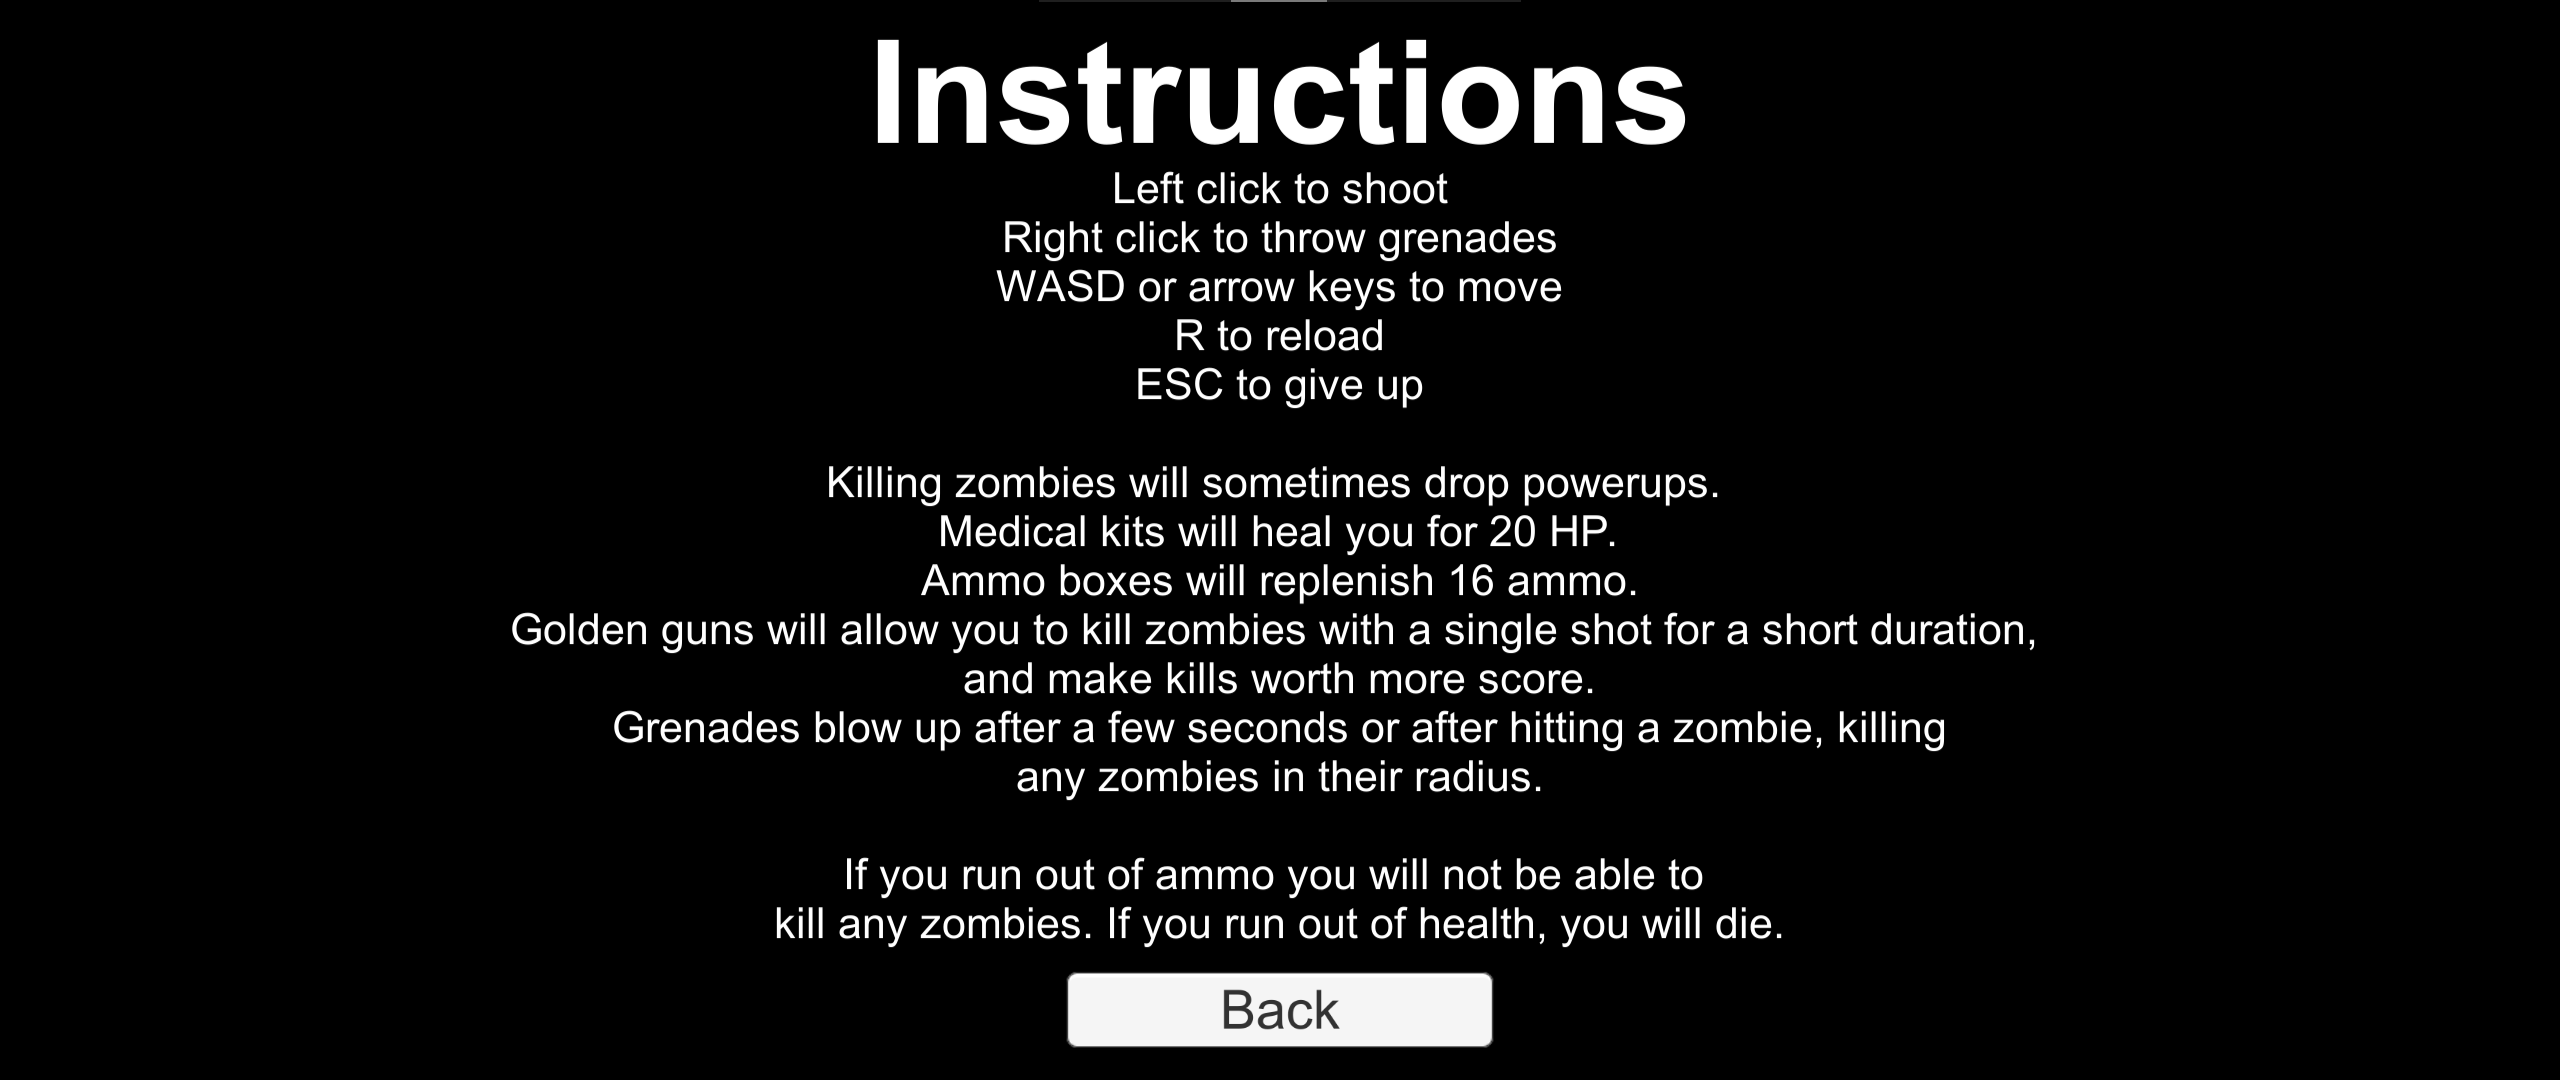 Instructions
Left click to shoot
Right click to throw grenades
WASD or arrow keys to move
R to reload
ESC to give up
Killing zombies will sometimes drop powerups.
Medical kits will heal you for 20 HP.
Ammo boxes will replenish 16 ammo.
Golden guns will allow you to kill zombies with a single shot for a short duration,
and make kills worth more score.
Grenades blow up after a few seconds or after hitting a zombie, killing
any zombies in their radius.
If you run out of ammo you will not be able to
kill any zombies. If you run out of health, you will die.
Back